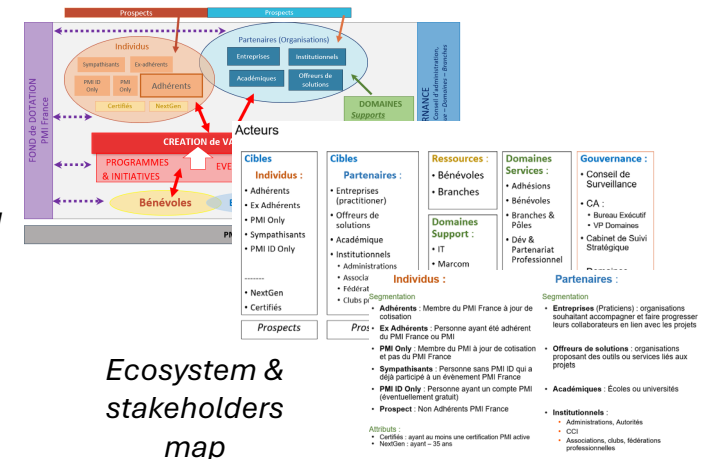 Prospects
Prospects
Individus
Sympathisants
Ex-adhérents
PMI ID Only
PMI Only
Adhérents
Certifiés
NextGen
Partenaires (Organisations)
Entreprises
Institutionnels
Académiques
Offreurs de solutions
DOMAINES
Supports
FOND de DOTATION
PMI France
Conseil d'administration,
– Domaines – Branches
CREATION de
PROGRAMMES
& INITIATIVES
Bénévoles
Acteurs
Cibles
Individus :
• Adhérents
• Ex Adhérents
• PMI Only
• Sympathisants
• PMI ID Only
-------
• NextGen
• Certifiés
Prospects
Cibles
Partenaires :
• Entreprises
(practitioner)
• Offreurs de
solutions
• Académique
• Institutionnels
• Administrations
• Clubs
Ressources :
• Bénévoles
• Branches
Domaines
Support :
• IT
• Marcom
Domaines
Services :
• Adhésions
• Bénévoles
• Branches &
Pôles
• Dév &
Partenariat
Professionnel
Gouvernance :
• Conseil de
Surveillance
• CA :
• Bureau Exécutif
• VP Domaines
• Cabinet de Suivi
Stratégique
Individus :
Segmentation
• Adhérents : Membre du PMI France à jour de
cotisation
• Ex Adhérents : Personne ayant été adhérent
du PMI France ou PMI
• PMI Only : Membre du PMI à jour de cotisation
et pas du PMI France
• Sympathisants : Personne sans PMI ID qui a
déjà participé à un évènement PMI France
• PMI ID Only : Personne ayant un compte PMI
(éventuellement gratuit)
• Prospect : Non Adhérents PMI France
Attributs :
• Certifiés : ayant au moins une certification PMI active
• NextGen : ayant – 35 ans
Partenaires :
Segmentation
• Entreprises (Praticiens) : organisations
souhaitant accompagner et faire progresser
leurs collaborateurs en lien avec les projets
• Offreurs de solutions : organisations
proposant des outils ou services liés aux
projets
• Académiques : Écoles ou universités
• Institutionnels :
• Administrations, Autorités
• CCI
• Associations, clubs, fédérations
professionnelles
Ecosystem &
stakeholders
map